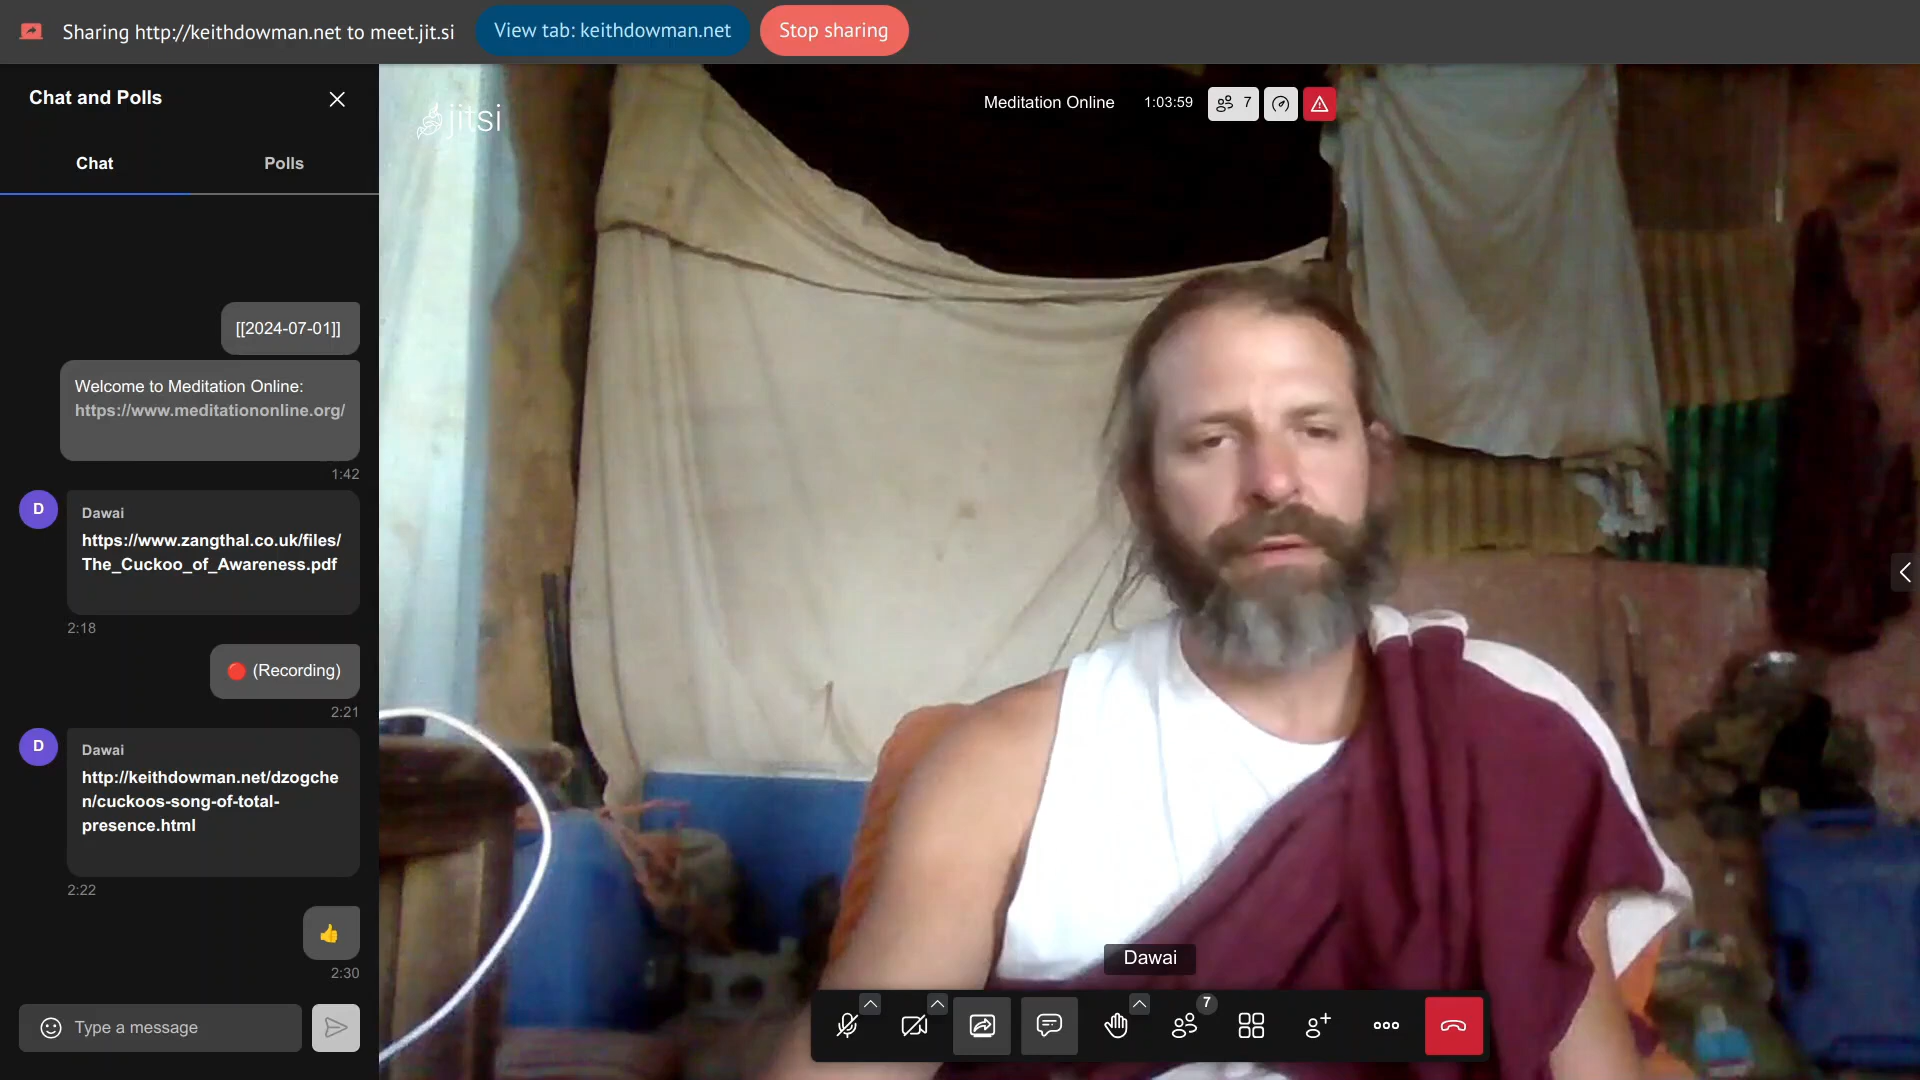 Sharing http://keithdowman.net to meet.jit.si
View tab: keithdowman.net
Stop sharing
Chat and Polls
Chat
Polls
[[2024-07-01]]
Welcome to Meditation Online:
https://www.meditationonline.org/
1:42
D
Dawai
https://www.zangthal.co.uk/files/
The_Cuckoo_of_Awareness.pdf
2:18
(Recording)
2:21
D
Dawai
http://keithdowman.net/dzogche
n/cuckoos-song-of-total-
presence.html
2:22
2:30
Type a message
jitsi
Meditation Online
1:03:59
7
Dawai
7